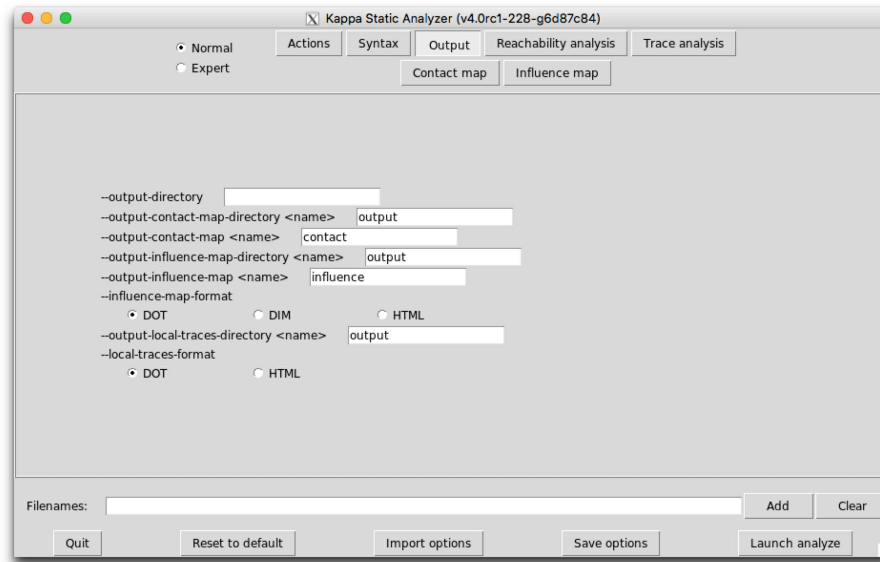 Kappa Static Analyzer (v4.0rc1-228-g6d87c84)
Normal
Expert
Actions Syntax Output Reachability analysis Trace analysis
Contact map Influence map
--output-directory
--output-contact-map-directory <name> output
--output-contact-map <name> contact
--output-influence-map-directory <name> output
--output-influence-map <name> influence
--influence-map-format
DOT DIM HTML
--output-local-traces-directory <name> output
--local-traces-format
DOT HTML
Filenames: Add Clear
Quit Reset to default Import options Save options Launch analyze